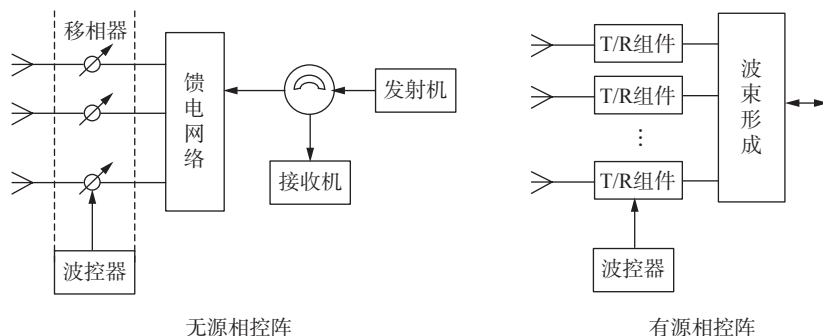 移相器
馈电网络
发射机
接收机
波控器
无源相控阵
T/R组件
T/R组件
⋮
T/R组件
波束形成
波控器
有源相控阵